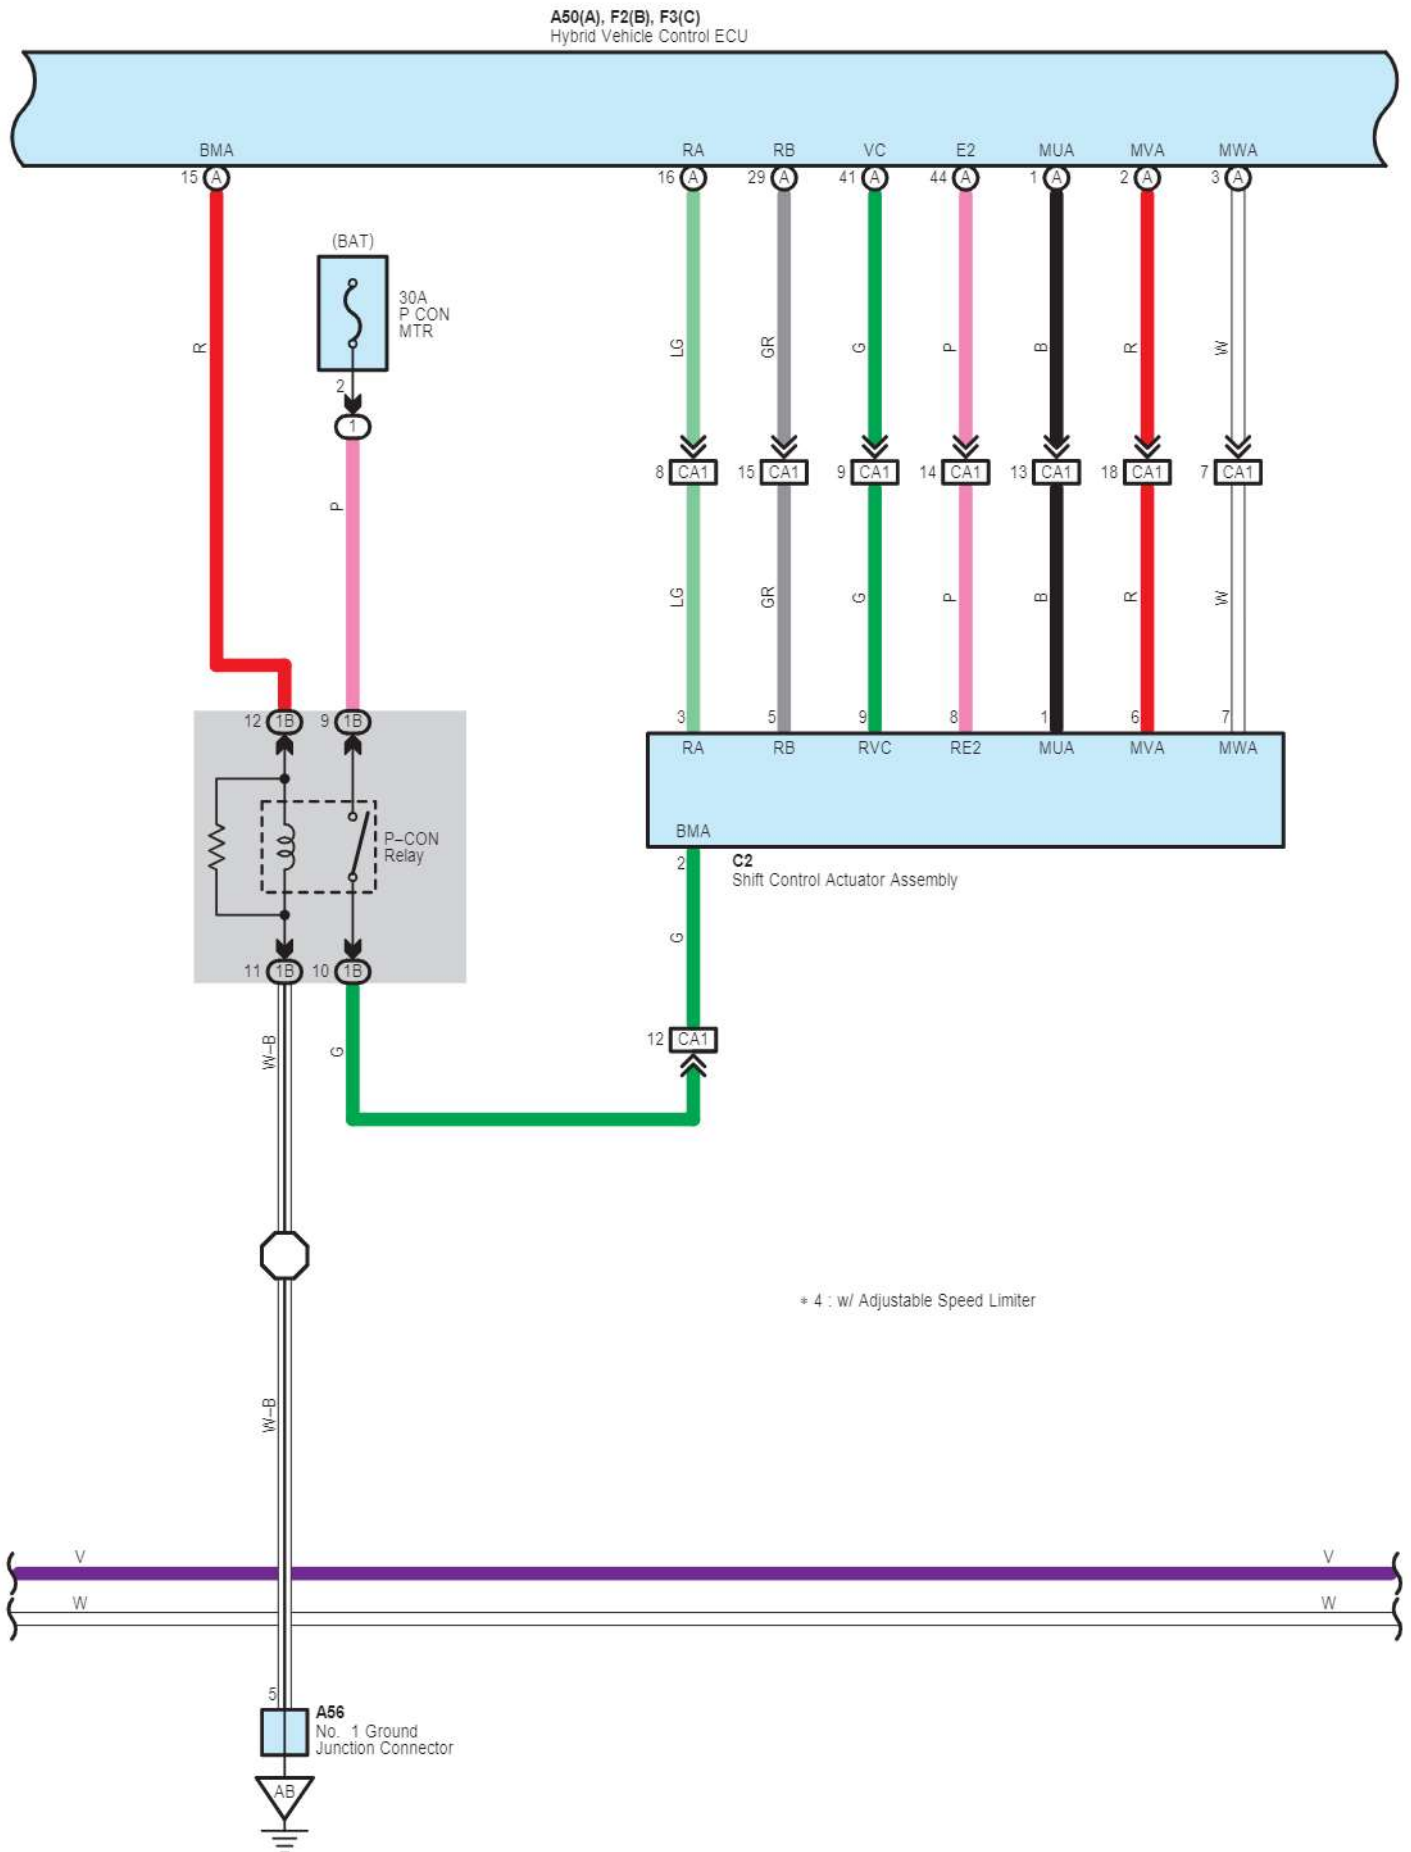 A50(A), F2(B), F3(C)
Hybrid Vehicle Control ECU
BMA RA RB VC E2 MUA MVA MWA
15 A 16 A 29 A 41 A 44 A 1 A 2 A 3 A
(BAT)
30A
P CON
MTR
R LG GR G P B R W
2
1
8 CA1 15 CA1 9 CA1 14 CA1 13 CA1 18 CA1 7 CA1
P
LG GR G P B R W
12 1B 9 1B
3 5 9 8 1 6 7
RA RB RVC RE2 MUA MVA MWA
P–CON
Relay
BMA
2
C2
Shift Control Actuator Assembly
G
11 1B 10 1B
12 CA1
W–B G
* 4 : w/ Adjustable Speed Limiter
W–B
V V
W W
5
A56
No. 1 Ground
Junction Connector
AB